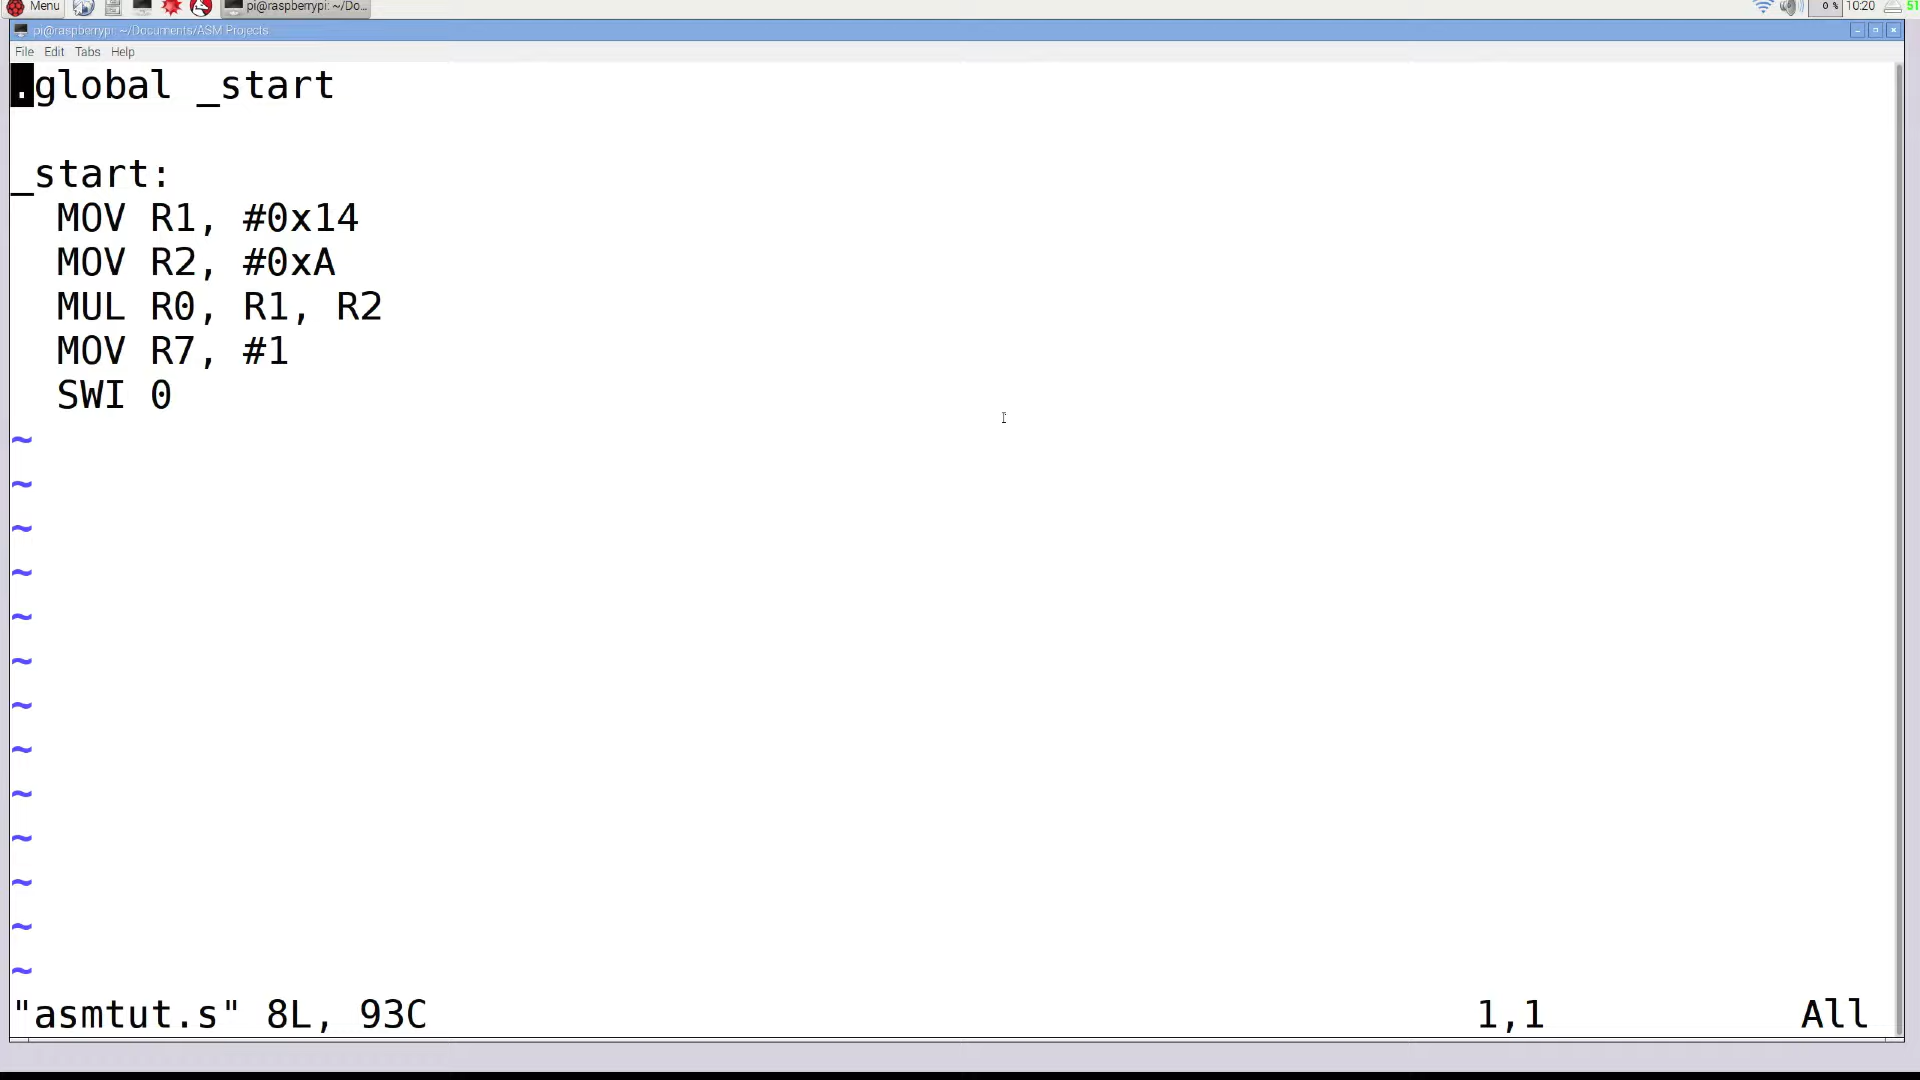 Menu pi@raspberrypi: ~/Do... 0 % 10:20 51
pi@raspberrypi: ~/Documents/ASM Projects
File Edit Tabs Help
.global _start
_start:
MOV R1, #0x14
MOV R2, #0xA
MUL R0, R1, R2
MOV R7, #1
SWI 0
~
~
~
~
~
~
~
~
~
~
~
~
~
"asmtut.s" 8L, 93C 1,1 All